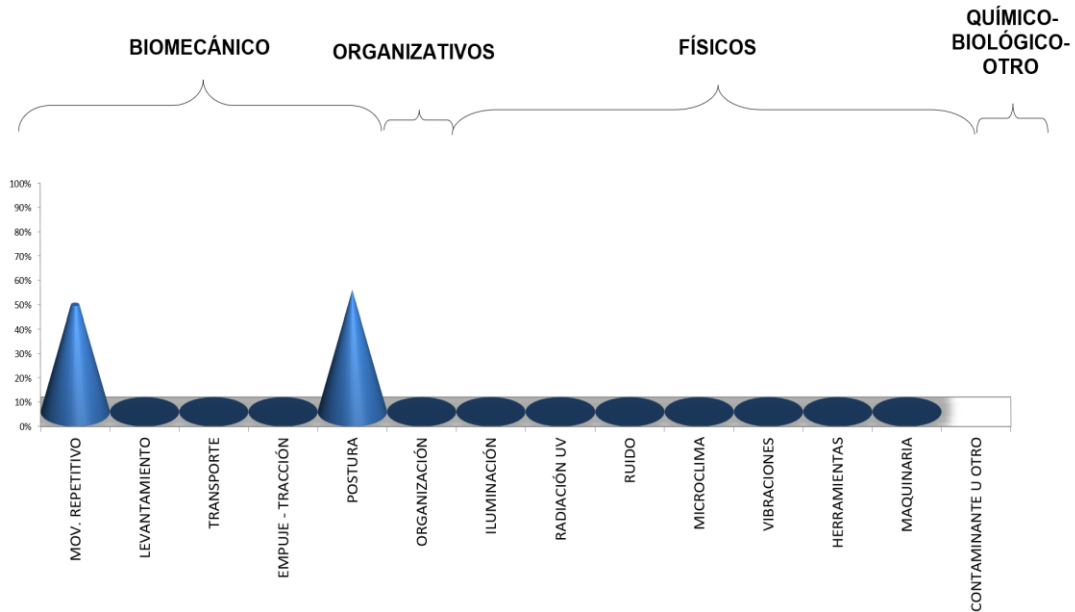 BIOMECÁNICO
ORGANIZATIVOS
FÍSICOS
QUÍMICO-
BIOLÓGICO-
OTRO
100%
90%
80%
70%
60%
50%
40%
30%
20%
10%
0%
MOV. REPETITIVO
LEVANTAMIENTO
TRANSPORTE
EMPUJE - TRACCIÓN
POSTURA
ORGANIZACIÓN
ILUMINACIÓN
RADIACIÓN UV
RUIDO
MICROCLIMA
VIBRACIONES
HERRAMIENTAS
MAQUINARIA
CONTAMINANTE U OTRO